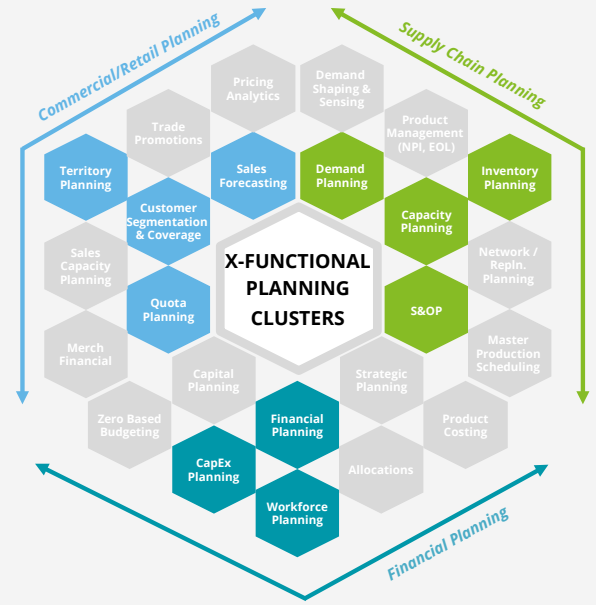 Commercial/Retail Planning
Supply Chain Planning
Pricing
Analytics
Demand
Shaping &
Sensing
Trade
Promotions
Product
Management
(NPI, EOL)
Territory
Planning
Sales
Forecasting
Demand
Planning
Inventory
Planning
Customer
Segmentation
& Coverage
Capacity
Planning
Sales
Capacity
Planning
X-FUNCTIONAL
PLANNING
CLUSTERS
Network /
Repln.
Planning
Quota
Planning
S&OP
Merch
Financial
Master
Production
Scheduling
Capital
Planning
Strategic
Planning
Zero Based
Budgeting
Financial
Planning
Product
Costing
CapEx
Planning
Allocations
Workforce
Planning
Financial Planning